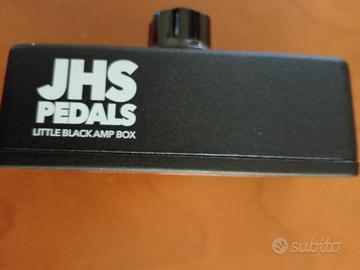 JHS
PEDALS
LITTLE BLACK AMP BOX
subito